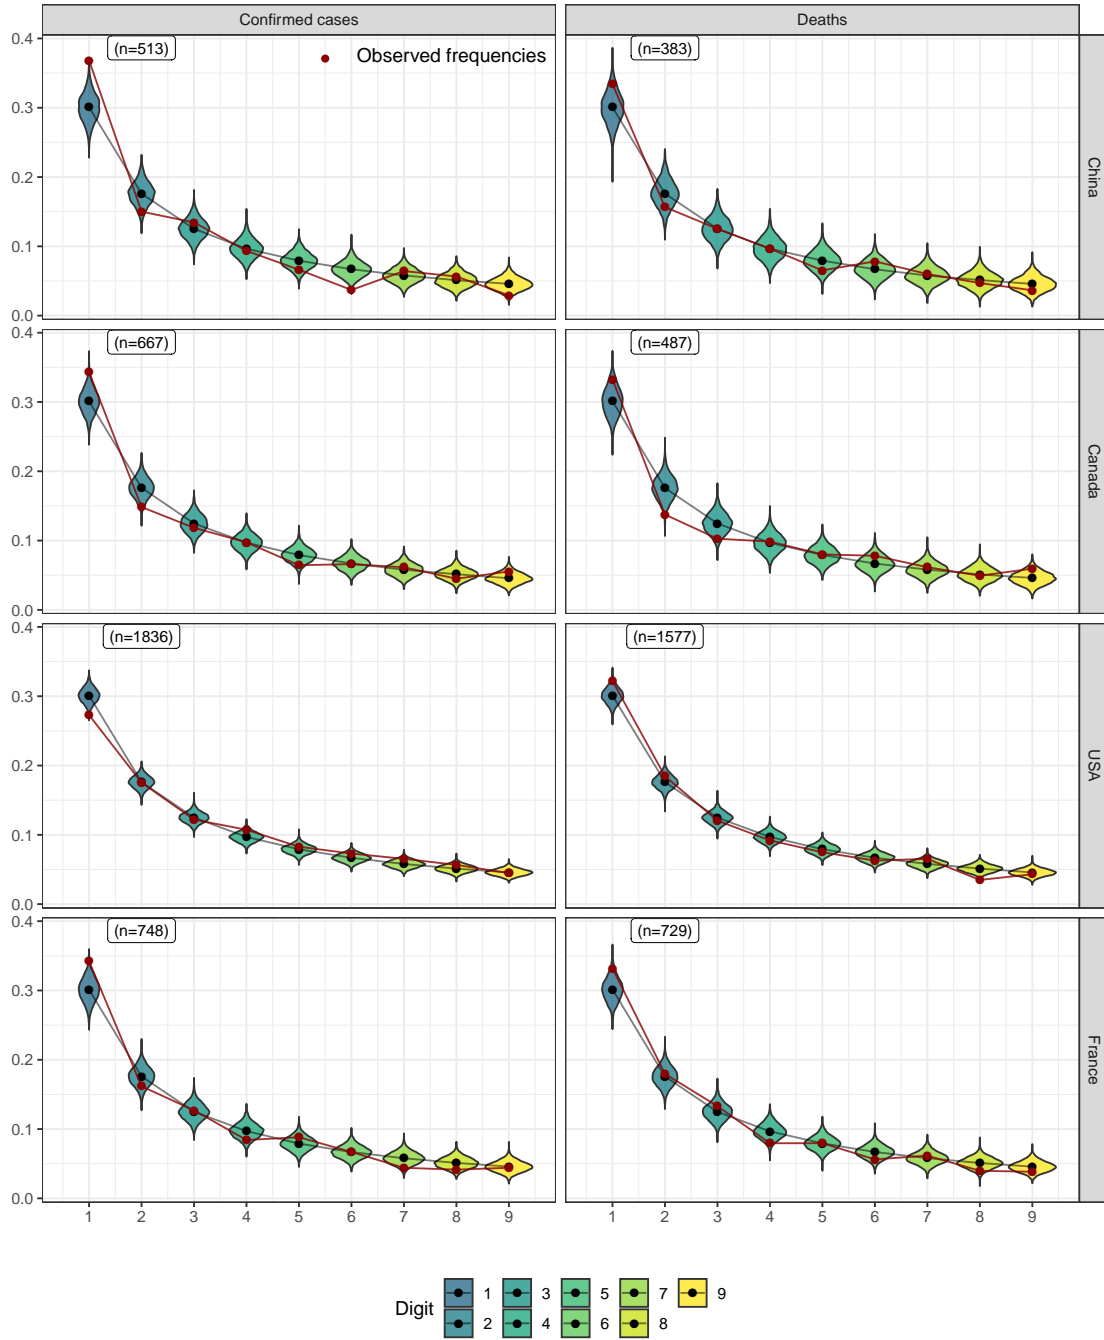 Confirmed cases
Deaths
0.4
0.3
0.2
0.1
0.0
(n=513)
Observed frequencies
(n=383)
China
0.4
0.3
0.2
0.1
0.0
(n=667)
(n=487)
Canada
0.4
0.3
0.2
0.1
0.0
(n=1836)
(n=1577)
USA
0.4
0.3
0.2
0.1
0.0
(n=748)
(n=729)
France
1 2 3 4 5 6 7 8 9
1 2 3 4 5 6 7 8 9
Digit
1 3 5 7 9
2 4 6 8